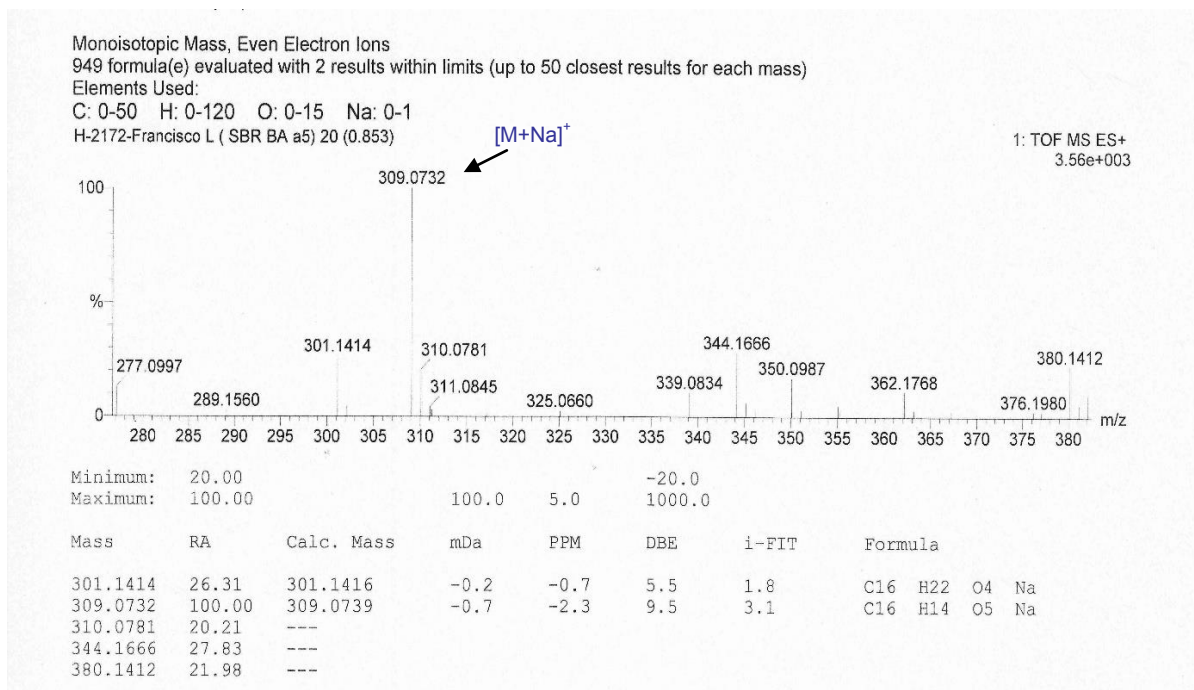 Monoisotopic Mass, Even Electron Ions
949 formula(e) evaluated with 2 results within limits (up to 50 closest results for each mass)
Elements Used:
C: 0-50 H: 0-120 O: 0-15 Na: 0-1
H-2172-Francisco L ( SBR BA a5) 20 (0.853)
[M+Na]+
1: TOF MS ES+
3.56e+003
309.0732
100
%
301.1414
310.0781
344.1666
350.0987
380.1412
277.0997
289.1560
311.0845
325.0660
339.0834
362.1768
376.1980
0
m/z
280 285 290 295 300 305 310 315 320 325 330 335 340 345 350 355 360 365 370 375 380
Minimum: 20.00 -20.0
Maximum: 100.00 100.0 5.0 1000.0
Mass RA Calc. Mass mDa PPM DBE i-FIT Formula
301.1414 26.31 301.1416 -0.2 -0.7 5.5 1.8 C16 H22 O4 Na
309.0732 100.00 309.0739 -0.7 -2.3 9.5 3.1 C16 H14 O5 Na
310.0781 20.21 ---
344.1666 27.83 ---
380.1412 21.98 ---